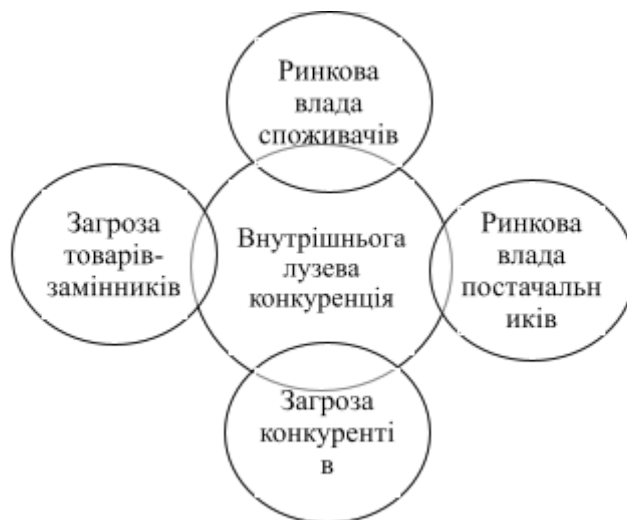 Ринкова
влада
споживачів
Загроза
товарів-
замінників
Внутрішньога
лузева
конкуренція
Ринкова
влада
постачальн
иків
Загроза
конкуренті
в